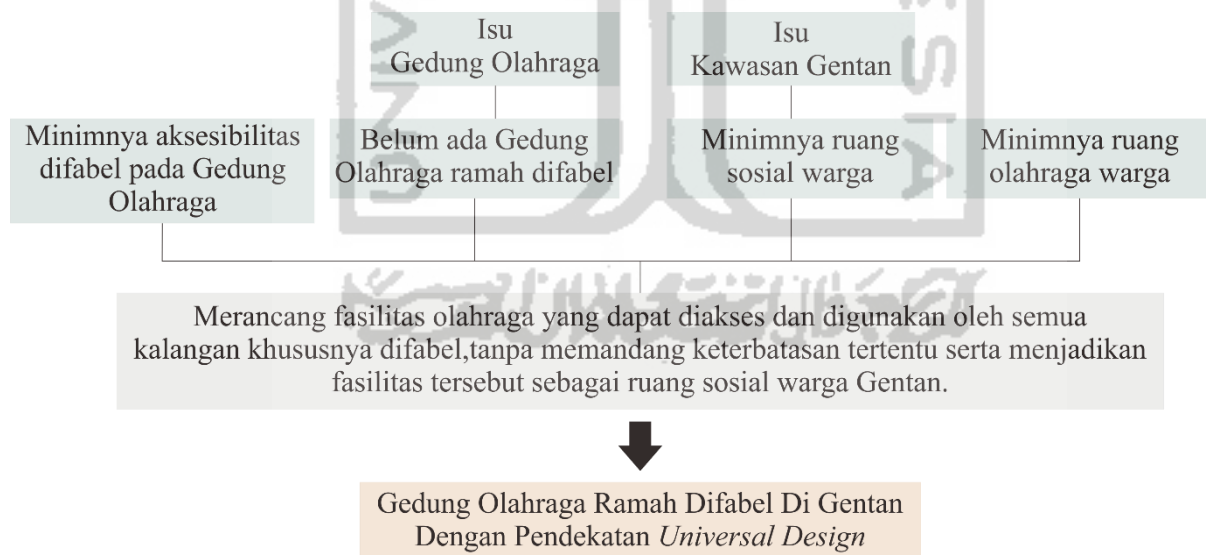 Isu
Gedung Olahraga
Isu
Kawasan Gentan
Minimnya aksesibilitas
difabel pada Gedung
Olahraga
Belum ada Gedung
Olahraga ramah difabel
Minimnya ruang
sosial warga
Minimnya ruang
olahraga warga
Merancang fasilitas olahraga yang dapat diakses dan digunakan oleh semua
kalangan khususnya difabel,tanpa memandang keterbatasan tertentu serta menjadikan
fasilitas tersebut sebagai ruang sosial warga Gentan.
Gedung Olahraga Ramah Difabel Di Gentan
Dengan Pendekatan Universal Design